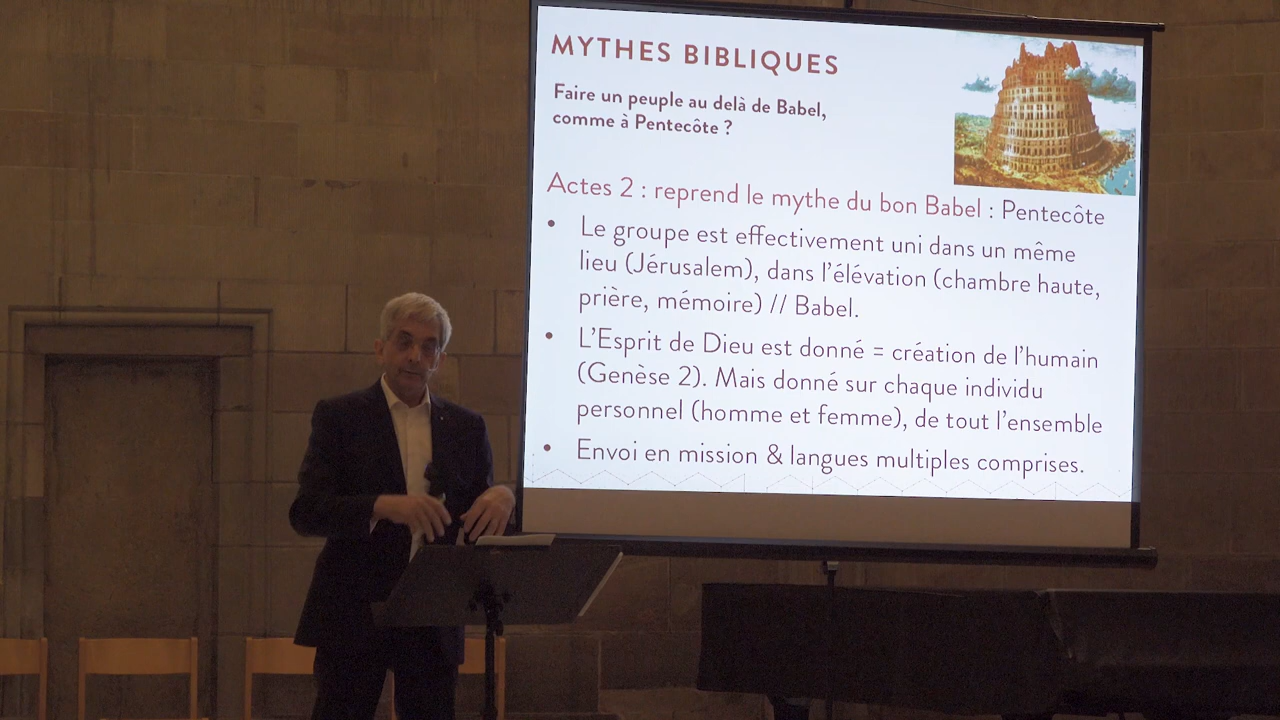 MYTHES BIBLIQUES
Faire un peuple au delà de Babel,
comme à Pentecôte ?
Actes 2 : reprend le mythe du bon Babel : Pentecôte
• Le groupe est effectivement uni dans un même
lieu (Jérusalem), dans l'élévation (chambre haute,
prière, mémoire) // Babel.
• L'Esprit de Dieu est donné = création de l'humain
(Genèse 2). Mais donné sur chaque individu
personnel (homme et femme), de tout l'ensemble
• Envoi en mission & langues multiples comprises.